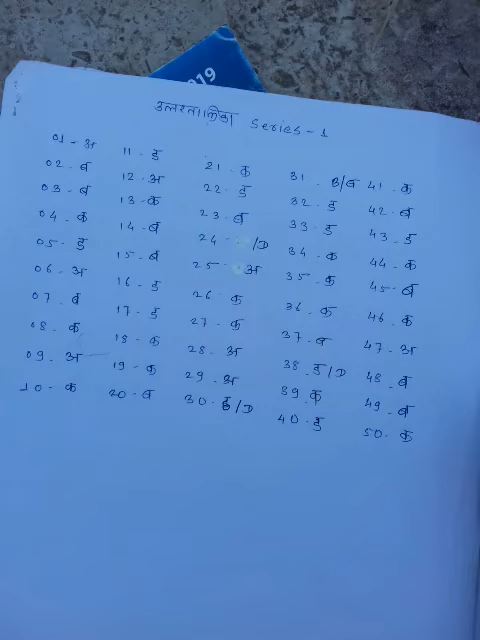 019
उत्तरतालिका Series - 1
01 - अ
02 - ब
03 - ब
04 - क
05 - ड
06 - अ
07 - ब
08 - क
09 - अ
10 - क
11 - ड
12 - अ
13 - क
14 - ब
15 - ब
16 - ड
17 - ड
18 - क
19 - क
20 - ब
21 - क
22 - ड
23 - ब
24 - /D
25 - अ
26 - क
27 - क
28 - अ
29 - अ
30 - ड/D
31 - B/ब
32 - ड
33 - ड
34 - क
35 - क
36 - क
37 - ब
38 - ड/D
39 - क
40 - ड
41 - क
42 - ब
43 - ड
44 - क
45 - ब
46 - क
47 - अ
48 - ब
49 - ब
50 - क